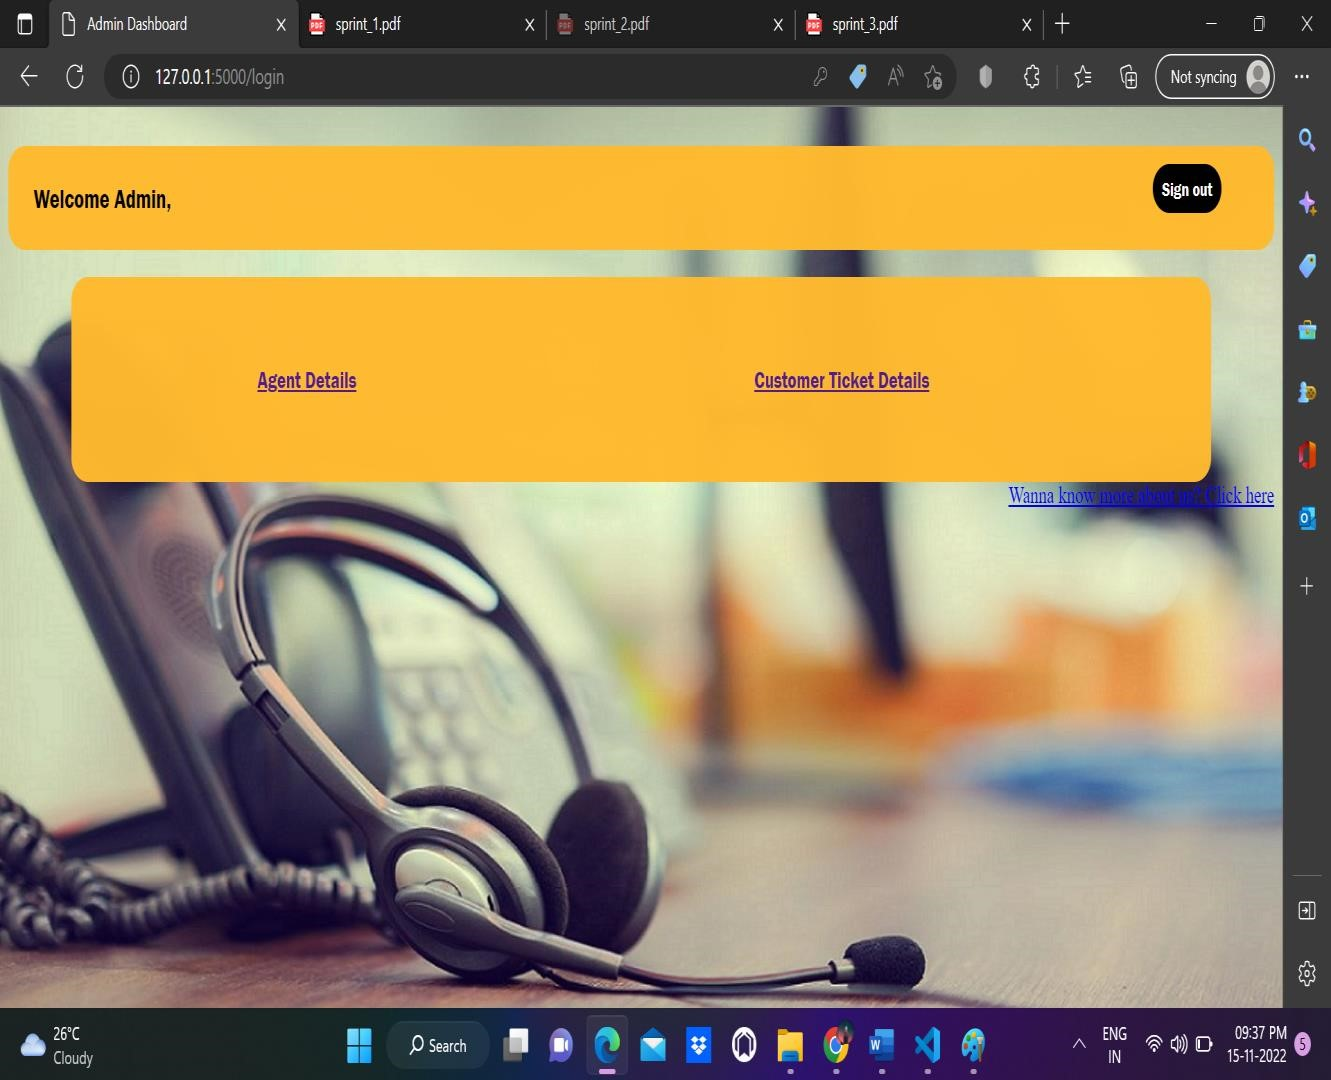 Admin Dashboard
sprint_1.pdf
sprint_2.pdf
sprint_3.pdf
127.0.0.1:5000/login
Not syncing
Welcome Admin,
Sign out
Agent Details
Customer Ticket Details
Wanna know more about us? Click here
26°C
Cloudy
Search
ENG
IN
09:37 PM
15-11-2022
5